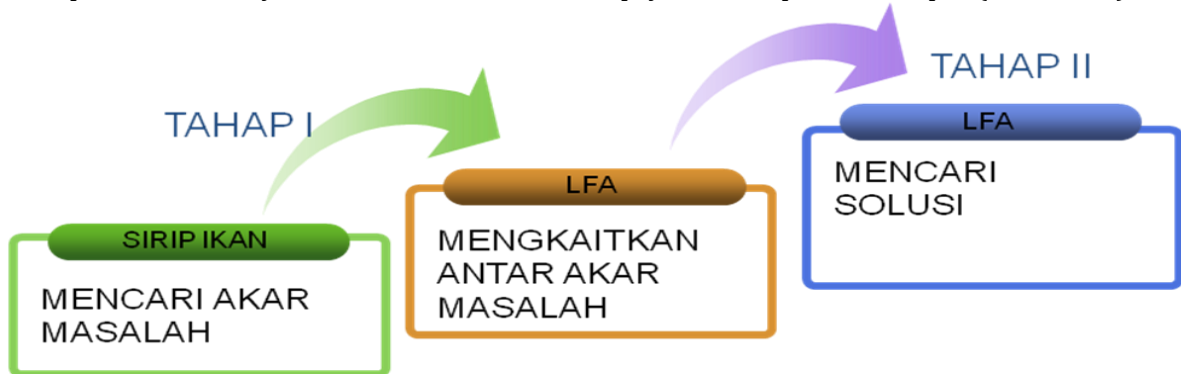 TAHAP I
SIRIP IKAN
MENCARI AKAR
MASALAH
LFA
MENGKAITKAN
ANTAR AKAR
MASALAH
TAHAP II
LFA
MENCARI
SOLUSI